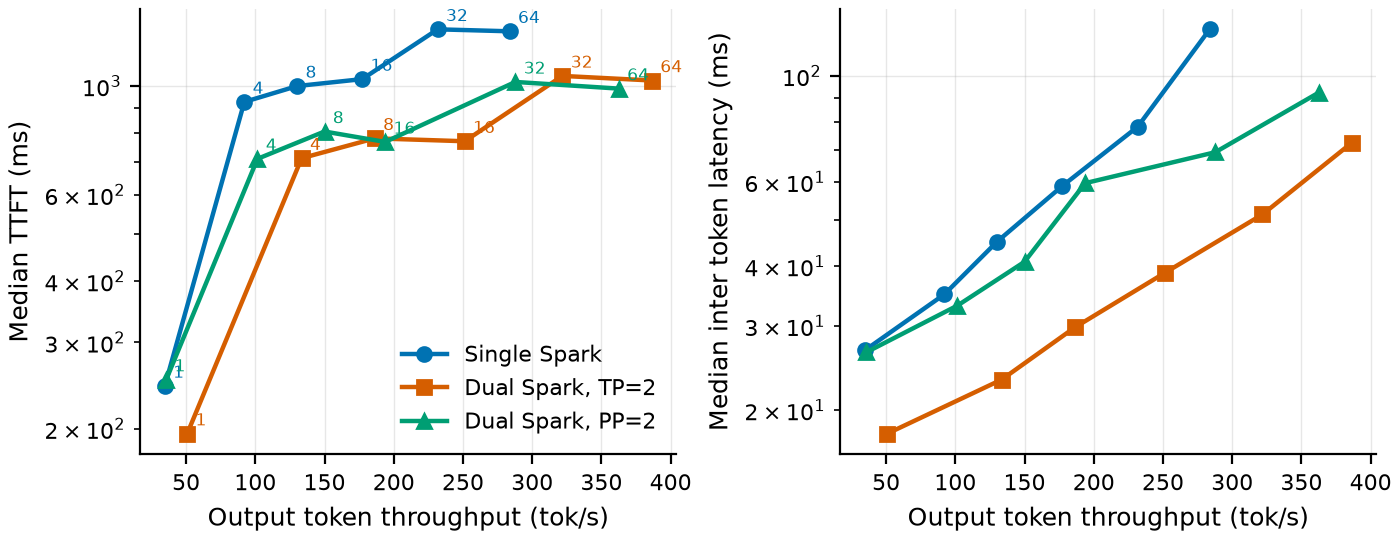 Median TTFT (ms)
10³
6 × 10²
4 × 10²
3 × 10²
2 × 10²
1
4
8
16
32
64
1
4
8
16
32
64
1
4
8
16
32
64
Single Spark
Dual Spark, TP=2
Dual Spark, PP=2
50 100 150 200 250 300 350 400
Output token throughput (tok/s)
Median inter token latency (ms)
10²
6 × 10¹
4 × 10¹
3 × 10¹
2 × 10¹
50 100 150 200 250 300 350 400
Output token throughput (tok/s)